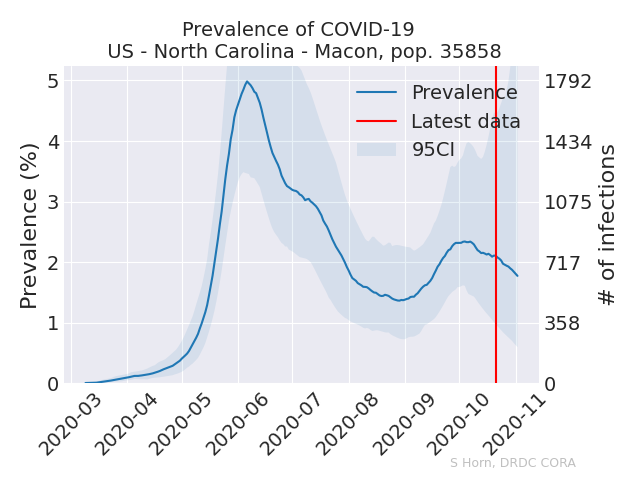 Prevalence of COVID-19
US - North Carolina - Macon, pop. 35858
Prevalence
Latest data
95CI
Prevalence (%)
5
4
3
2
1
0
1792
1434
1075
717
358
0
# of infections
2020-03
2020-04
2020-05
2020-06
2020-07
2020-08
2020-09
2020-10
2020-11
S Horn, DRDC CORA